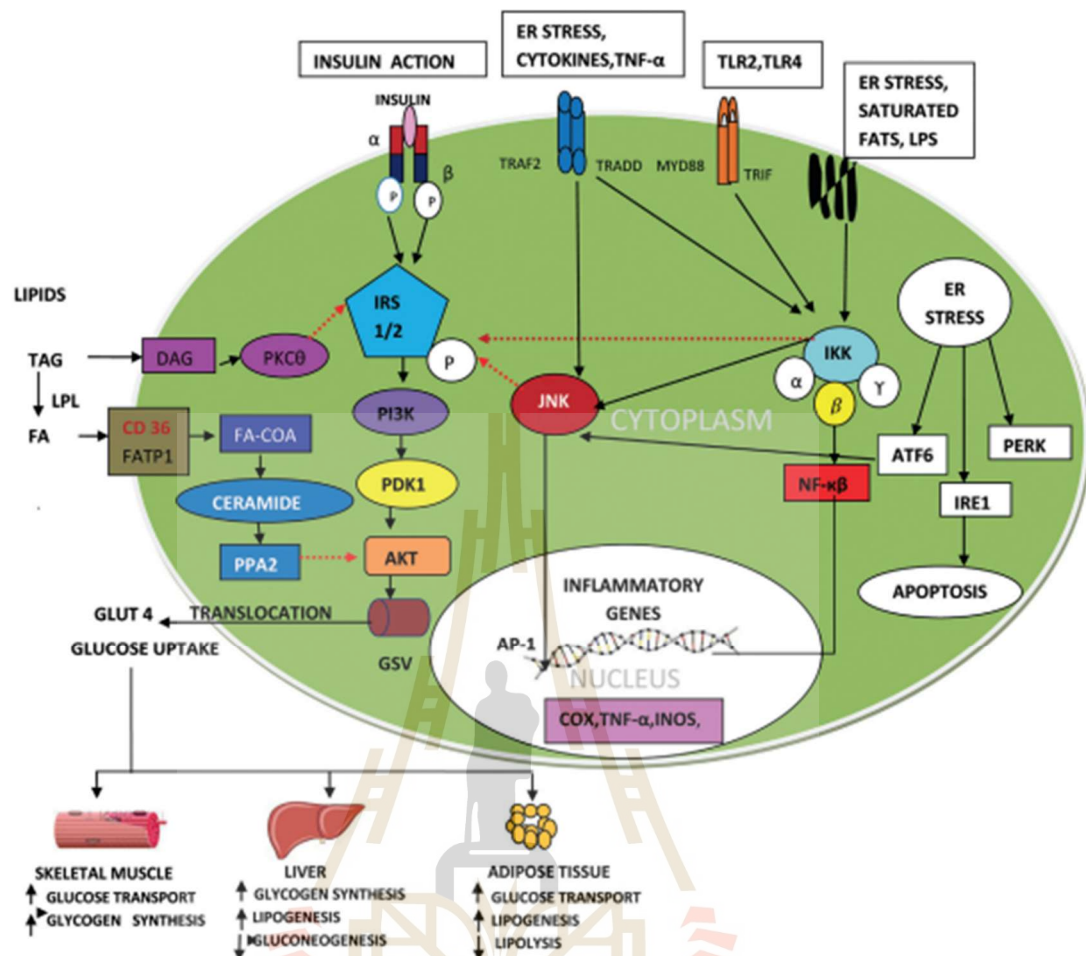 INSULIN ACTION
ER STRESS,
CYTOKINES,TNF-α
TLR2,TLR4
ER STRESS,
SATURATED
FATS, LPS
INSULIN
α
β
P
P
TRAF2
TRADD
MYD88
TRIF
LIPIDS
IRS
1/2
P
ER
STRESS
TAG
DAG
PKCθ
IKK
α
β
ϒ
LPL
JNK
CYTOPLASM
PI3K
FA
CD 36
FATP1
FA-COA
ATF6
PERK
PDK1
NF-κβ
IRE1
CERAMIDE
PPA2
AKT
APOPTOSIS
INFLAMMATORY
GENES
GLUT 4
TRANSLOCATION
GLUCOSE UPTAKE
GSV
AP-1
NUCLEUS
COX,TNF-α,INOS,
SKELETAL MUSCLE
GLUCOSE TRANSPORT
GLYCOGEN SYNTHESIS
LIVER
GLYCOGEN SYNTHESIS
LIPOGENESIS
GLUCONEOGENESIS
ADIPOSE TISSUE
GLUCOSE TRANSPORT
LIPOGENESIS
LIPOLYSIS